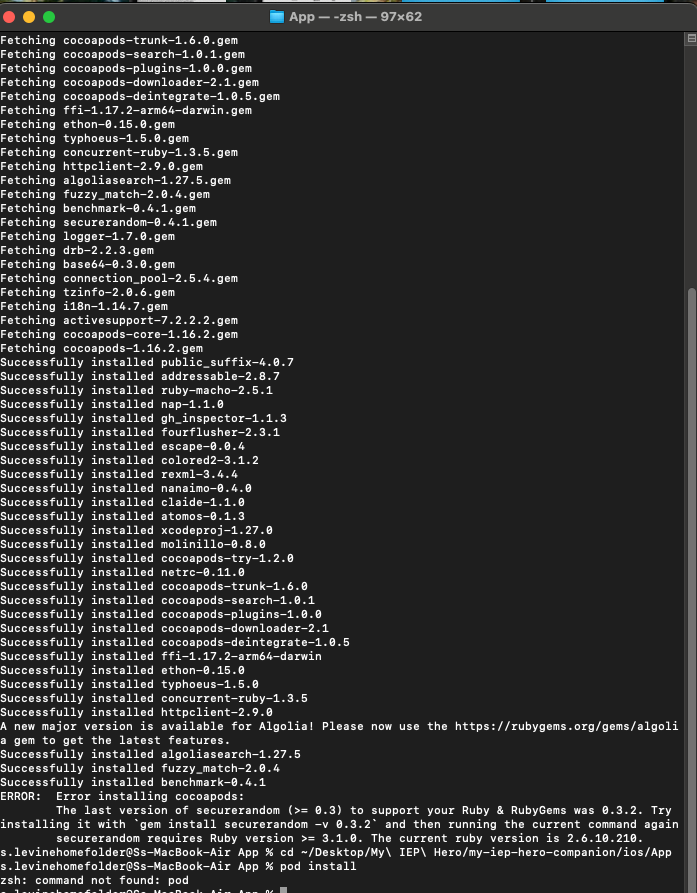 App — -zsh — 97×62
Fetching cocoapods-trunk-1.6.0.gem
Fetching cocoapods-search-1.0.1.gem
Fetching cocoapods-plugins-1.0.0.gem
Fetching cocoapods-downloader-2.1.gem
Fetching cocoapods-deintegrate-1.0.5.gem
Fetching ffi-1.17.2-arm64-darwin.gem
Fetching ethon-0.15.0.gem
Fetching typhoeus-1.5.0.gem
Fetching concurrent-ruby-1.3.5.gem
Fetching httpclient-2.9.0.gem
Fetching algoliasearch-1.27.5.gem
Fetching fuzzy_match-2.0.4.gem
Fetching benchmark-0.4.1.gem
Fetching securerandom-0.4.1.gem
Fetching logger-1.7.0.gem
Fetching drb-2.2.3.gem
Fetching base64-0.3.0.gem
Fetching connection_pool-2.5.4.gem
Fetching tzinfo-2.0.6.gem
Fetching i18n-1.14.7.gem
Fetching activesupport-7.2.2.2.gem
Fetching cocoapods-core-1.16.2.gem
Fetching cocoapods-1.16.2.gem
Successfully installed public_suffix-4.0.7
Successfully installed addressable-2.8.7
Successfully installed ruby-macho-2.5.1
Successfully installed nap-1.1.0
Successfully installed gh_inspector-1.1.3
Successfully installed fourflusher-2.3.1
Successfully installed escape-0.0.4
Successfully installed colored2-3.1.2
Successfully installed rexml-3.4.4
Successfully installed nanaimo-0.4.0
Successfully installed claide-1.1.0
Successfully installed atomos-0.1.3
Successfully installed xcodeproj-1.27.0
Successfully installed molinillo-0.8.0
Successfully installed cocoapods-try-1.2.0
Successfully installed netrc-0.11.0
Successfully installed cocoapods-trunk-1.6.0
Successfully installed cocoapods-search-1.0.1
Successfully installed cocoapods-plugins-1.0.0
Successfully installed cocoapods-downloader-2.1
Successfully installed cocoapods-deintegrate-1.0.5
Successfully installed ffi-1.17.2-arm64-darwin
Successfully installed ethon-0.15.0
Successfully installed typhoeus-1.5.0
Successfully installed concurrent-ruby-1.3.5
Successfully installed httpclient-2.9.0
A new major version is available for Algolia! Please now use the https://rubygems.org/gems/algoli
a gem to get the latest features.
Successfully installed algoliasearch-1.27.5
Successfully installed fuzzy_match-2.0.4
Successfully installed benchmark-0.4.1
ERROR:  Error installing cocoapods:
        The last version of securerandom (>= 0.3) to support your Ruby & RubyGems was 0.3.2. Try
installing it with `gem install securerandom -v 0.3.2` and then running the current command again
        securerandom requires Ruby version >= 3.1.0. The current ruby version is 2.6.10.210.
s.levinehomefolder@Ss-MacBook-Air App % cd ~/Desktop/My\ IEP\ Hero/my-iep-hero-companion/ios/App
s.levinehomefolder@Ss-MacBook-Air App % pod install
zsh: command not found: pod
s.levinehomefolder@Ss-MacBook-Air App %